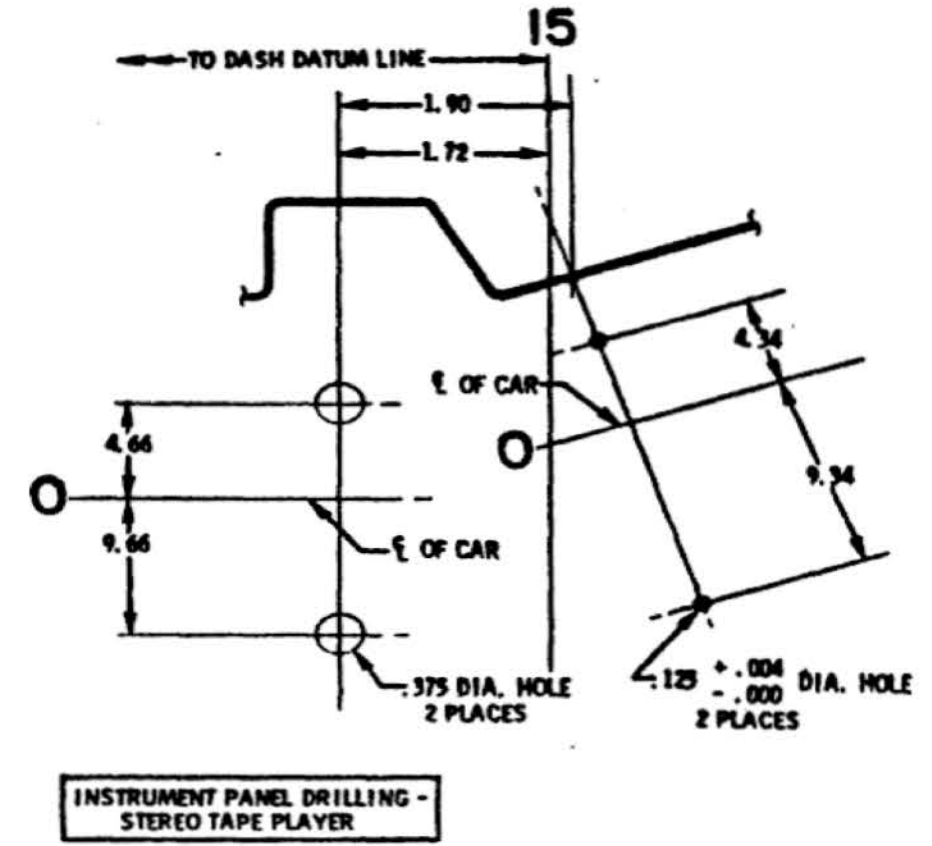 15
TO DASH DATUM LINE
1.90
1.72
4.34
℄ OF CAR
O
4.66
9.34
O
9.66
℄ OF CAR
.375 DIA. HOLE
2 PLACES
.125 + .004 - .000 DIA. HOLE
2 PLACES
INSTRUMENT PANEL DRILLING -
STEREO TAPE PLAYER